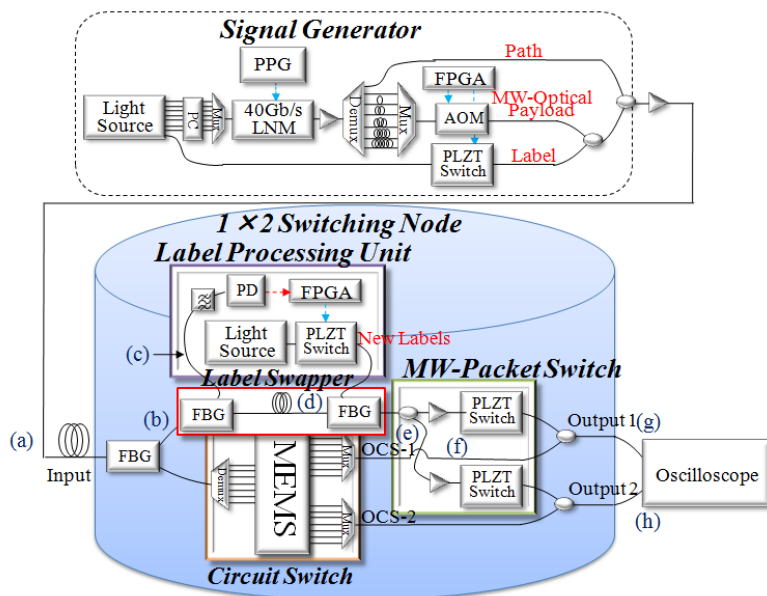 Signal Generator
Path
PPG
FPGA
MW-Optical
Payload
Light
Source
PC
Mux
40Gb/s
LNM
Demux
Mux
AOM
PLZT
Switch
Label
1×2 Switching Node
Label Processing Unit
PD
FPGA
Light
Source
PLZT
Switch
New Labels
(c)
MW-Packet Switch
Label Swapper
(a)
(b)
FBG
(d)
FBG
(e)
(f)
PLZT
Switch
Output 1
(g)
Input
FBG
Demux
MEMS
Mux
OCS-1
PLZT
Switch
Output 2
Oscilloscope
(h)
Mux
OCS-2
Circuit Switch